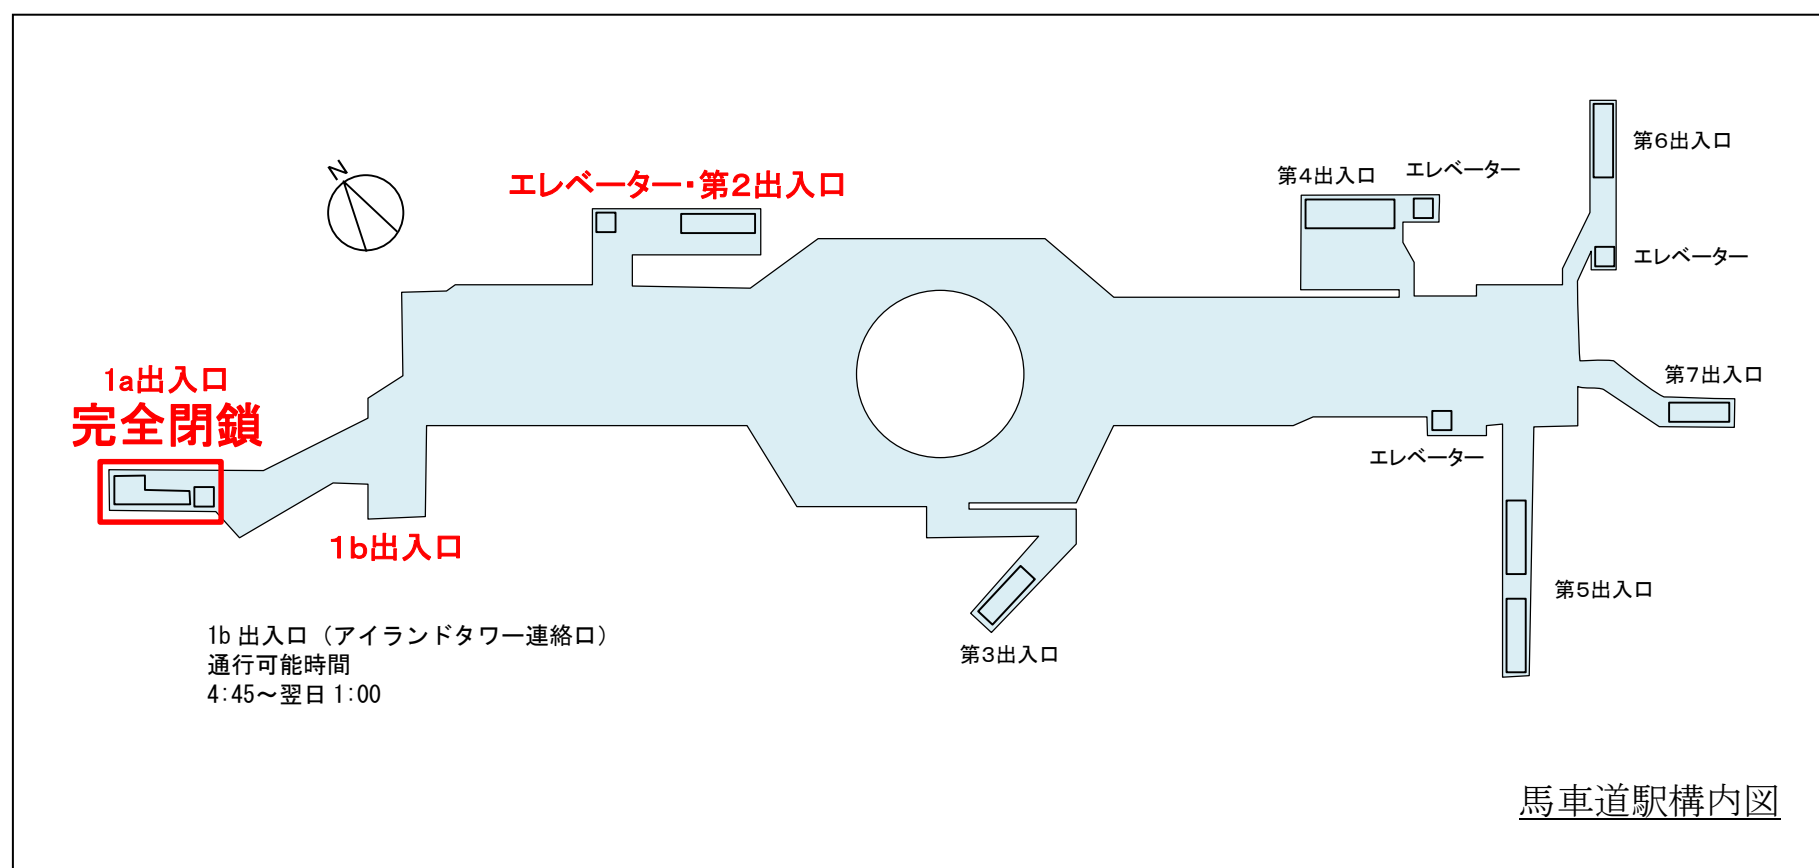 N
エレベーター・第2出入口
第4出入口
エレベーター
第6出入口
エレベーター
1a出入口
完全閉鎖
第7出入口
エレベーター
1b出入口
第5出入口
第3出入口
1b 出入口（アイランドタワー連絡口）
通行可能時間
4:45～翌日 1:00
馬車道駅構内図